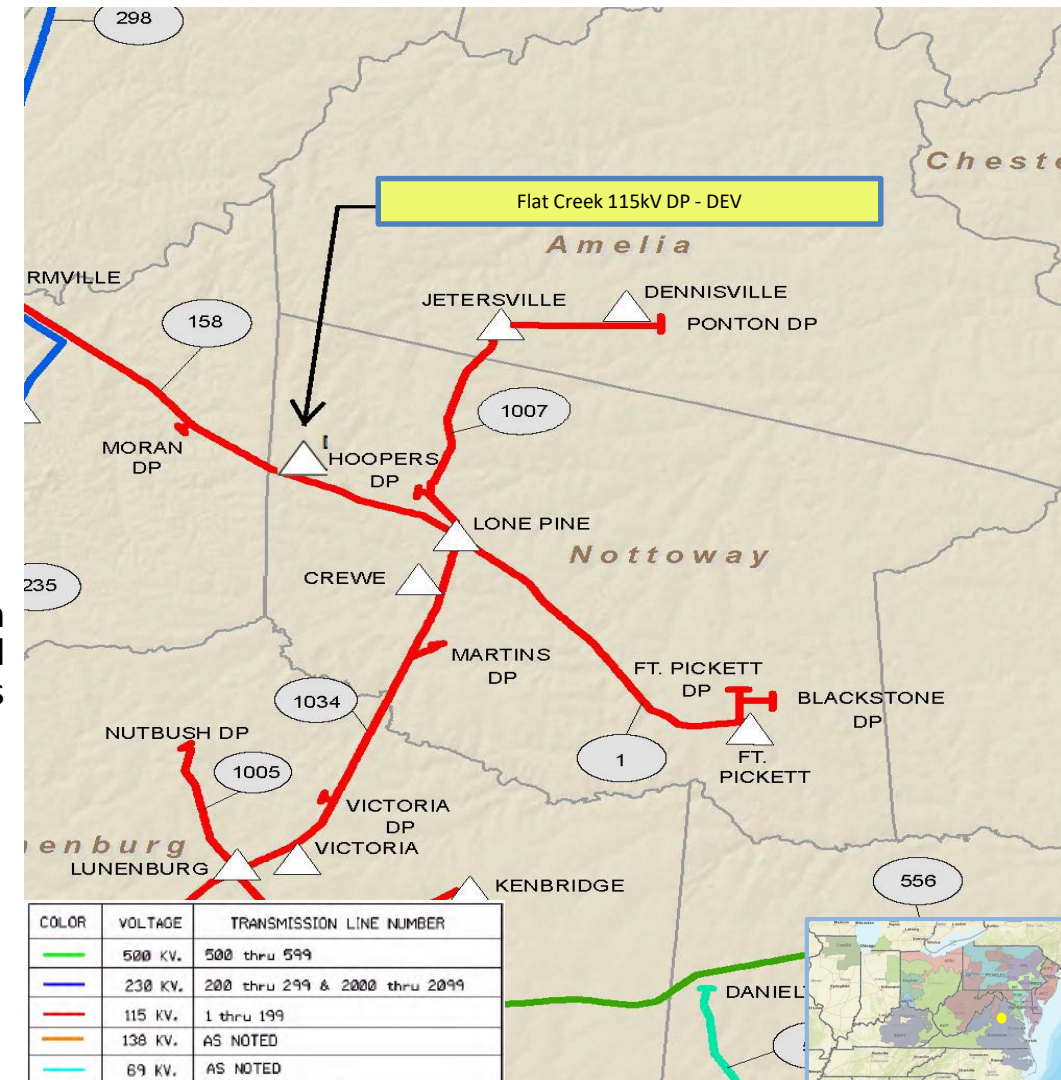 298
Cheste
Flat Creek 115kV DP - DEV
Amelia
RMVILLE
JETERSVILLE
DENNISVILLE
PONTON DP
158
1007
MORAN
DP
HOOPERS
DP
LONE PINE
Nottoway
CREWE
235
n
l
s
MARTINS
DP
FT. PICKETT
DP
BLACKSTONE
DP
1034
NUTBUSH DP
1
FT.
PICKETT
1005
VICTORIA
DP
nenburg
VICTORIA
LUNENBURG
KENBRIDGE
556
COLOR VOLTAGE TRANSMISSION LINE NUMBER
500 KV. 500 thru 599
230 KV. 200 thru 299 & 2000 thru 2099
115 KV. 1 thru 199
138 KV. AS NOTED
69 KV. AS NOTED
DANIEL
5